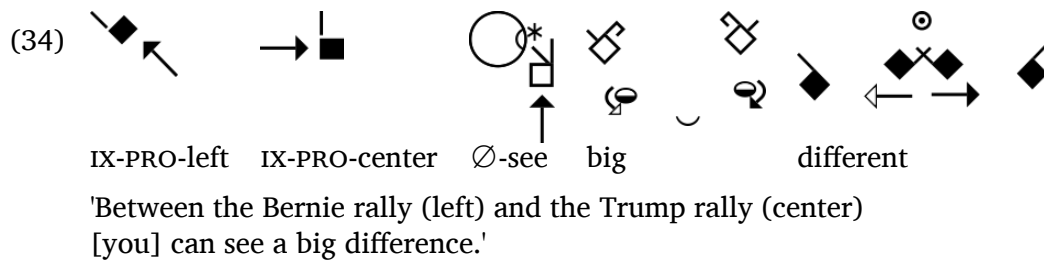 (34)
IX-PRO-left IX-PRO-center Ø-see big different
'Between the Bernie rally (left) and the Trump rally (center)
[you] can see a big difference.'